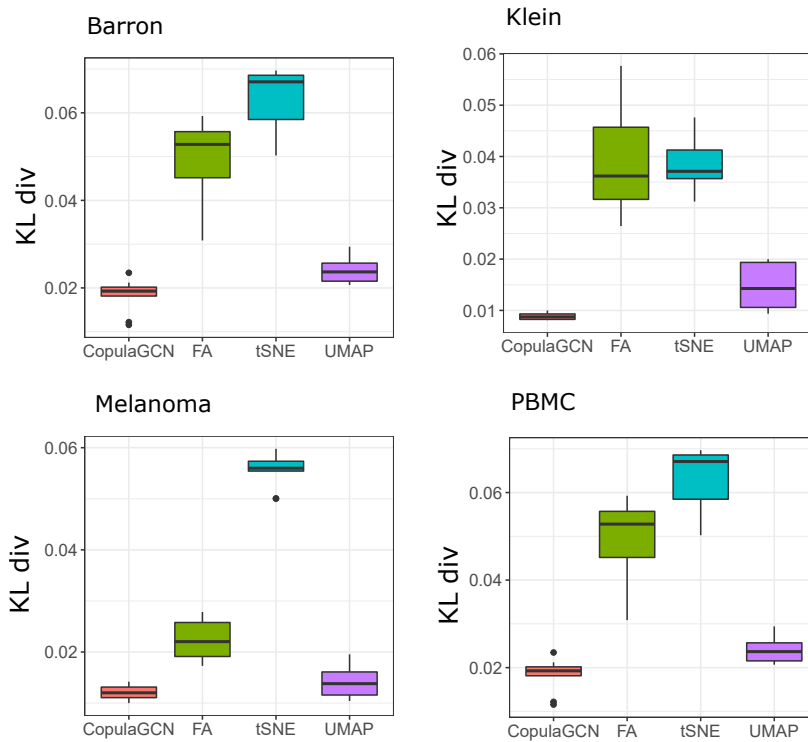 Barron
KL div
0.06
0.04
0.02
CopulaGCN FA tSNE UMAP
Klein
0.06
0.05
0.04
0.03
0.02
0.01
CopulaGCN FA tSNE UMAP
Melanoma
KL div
0.06
0.04
0.02
CopulaGCN FA tSNE UMAP
PBMC
KL div
0.06
0.04
0.02
CopulaGCN FA tSNE UMAP